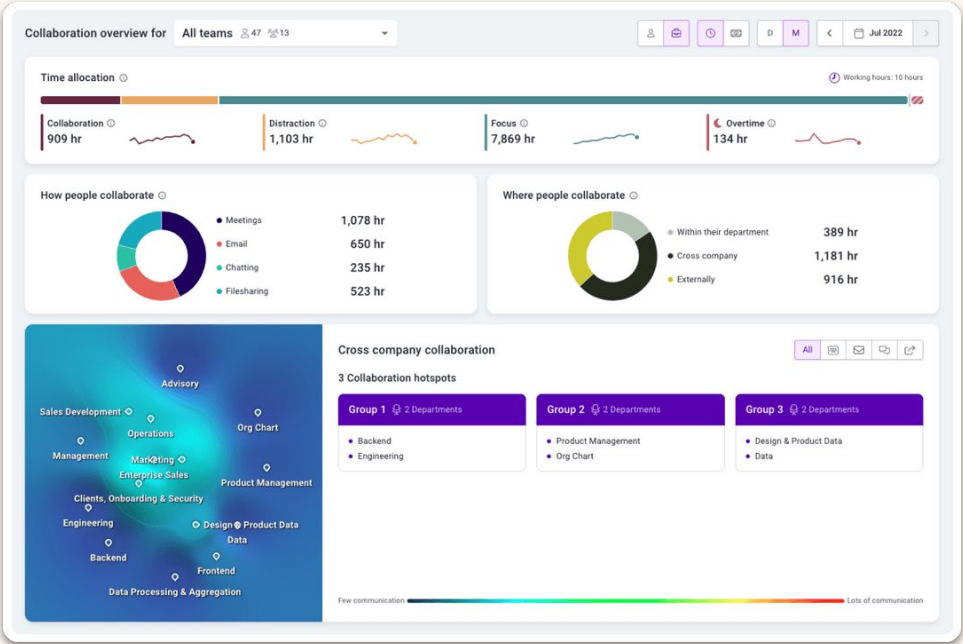 Collaboration overview for All teams 47 13 D M Jul 2022
Time allocation Working hours: 10 hours
Collaboration Distraction Focus Overtime
909 hr 1,103 hr 7,869 hr 134 hr
How people collaborate
Meetings 1,078 hr
Email 650 hr
Chatting 235 hr
Filesharing 523 hr
Where people collaborate
Within their department 389 hr
Cross company 1,181 hr
Externally 916 hr
Advisory
Sales Development
Operations
Org Chart
Management
Marketing
Enterprise Sales
Product Management
Clients, Onboarding & Security
Engineering
Design & Product Data
Data
Backend
Frontend
Data Processing & Aggregation
Cross company collaboration All
3 Collaboration hotspots
Group 1 2 Departments
Backend
Engineering
Group 2 2 Departments
Product Management
Org Chart
Group 3 2 Departments
Design & Product Data
Data
Few communication Lots of communication